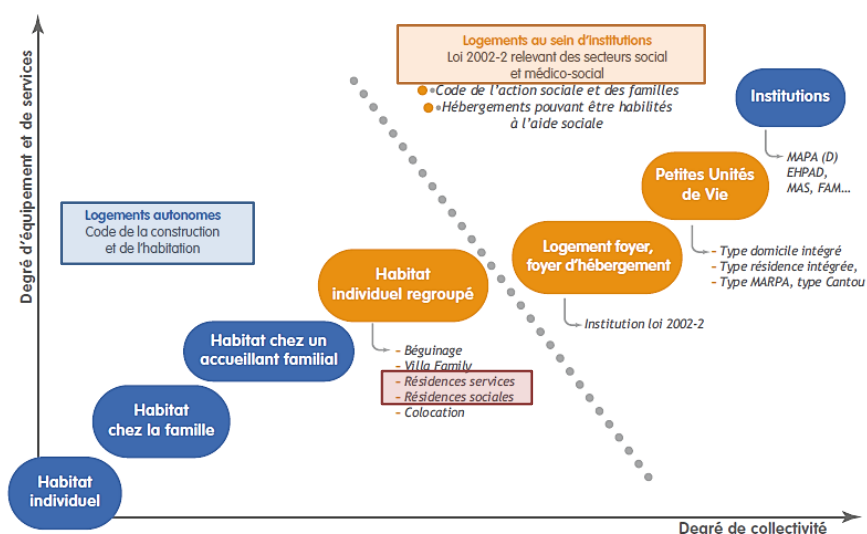 Degré d'équipement et de services
Logements au sein d'institutions
Loi 2002-2 relevant des secteurs social
et médico-social
Code de l'action sociale et des familles
Hébergements pouvant être habilités
à l'aide sociale
Institutions
MAPA (D)
EHPAD,
MAS, FAM...
Petites Unités
de Vie
- Type domicile intégré
- Type résidence intégrée,
- Type MARPA, type Cantou
Logements autonomes
Code de la construction
et de l'habitation
Logement foyer,
foyer d'hébergement
Institution loi 2002-2
Habitat
individuel regroupé
- Béguinage
- Villa Family
- Résidences services
- Résidences sociales
- Colocation
Habitat chez un
accueillant familial
Habitat
chez la famille
Habitat
individuel
Dearé de collectivité